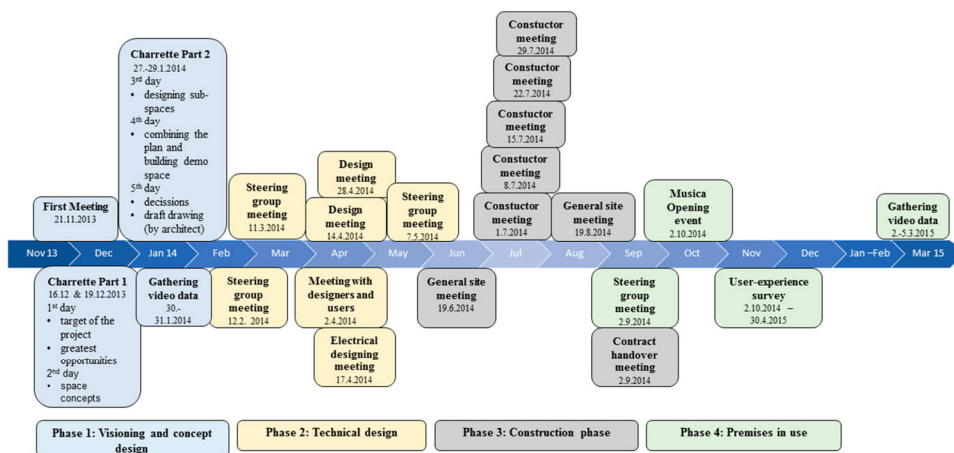 Charrette Part 2
27.-29.1.2014
3rd day
• designing sub-
spaces
4th day
• combining the
plan and
building demo
space
5th day
• decissions
• draft drawing
(by architect)
Constuctor
meeting
29.7.2014
Constuctor
meeting
22.7.2014
Constuctor
meeting
15.7.2014
Constuctor
meeting
8.7.2014
Constuctor
meeting
1.7.2014
First Meeting
21.11.2013
Steering
group
meeting
11.3.2014
Design
meeting
28.4.2014
Design
meeting
14.4.2014
Steering
group
meeting
7.5.2014
General site
meeting
19.8.2014
Musica
Opening
event
2.10.2014
Gathering
video data
2.-5.3.2015
Nov 13 Dec Jan 14 Feb Mar Apr May Jun Jul Aug Sep Oct Nov Dec Jan –Feb Mar 15
Charrette Part 1
16.12 & 19.12.2013
1st day
• target of the
project
• greatest
opportunities
2nd day
• space
concepts
Gathering
video data
30.-
31.1.2014
Steering
group
meeting
12.2. 2014
Meeting with
designers and
users
2.4.2014
Electrical
designing
meeting
17.4.2014
General site
meeting
19.6.2014
Steering
group
meeting
2.9.2014
Contract
handover
meeting
2.9.2014
User-experience
survey
2.10.2014 –
30.4.2015
Phase 1: Visioning and concept
design
Phase 2: Technical design
Phase 3: Construction phase
Phase 4: Premises in use